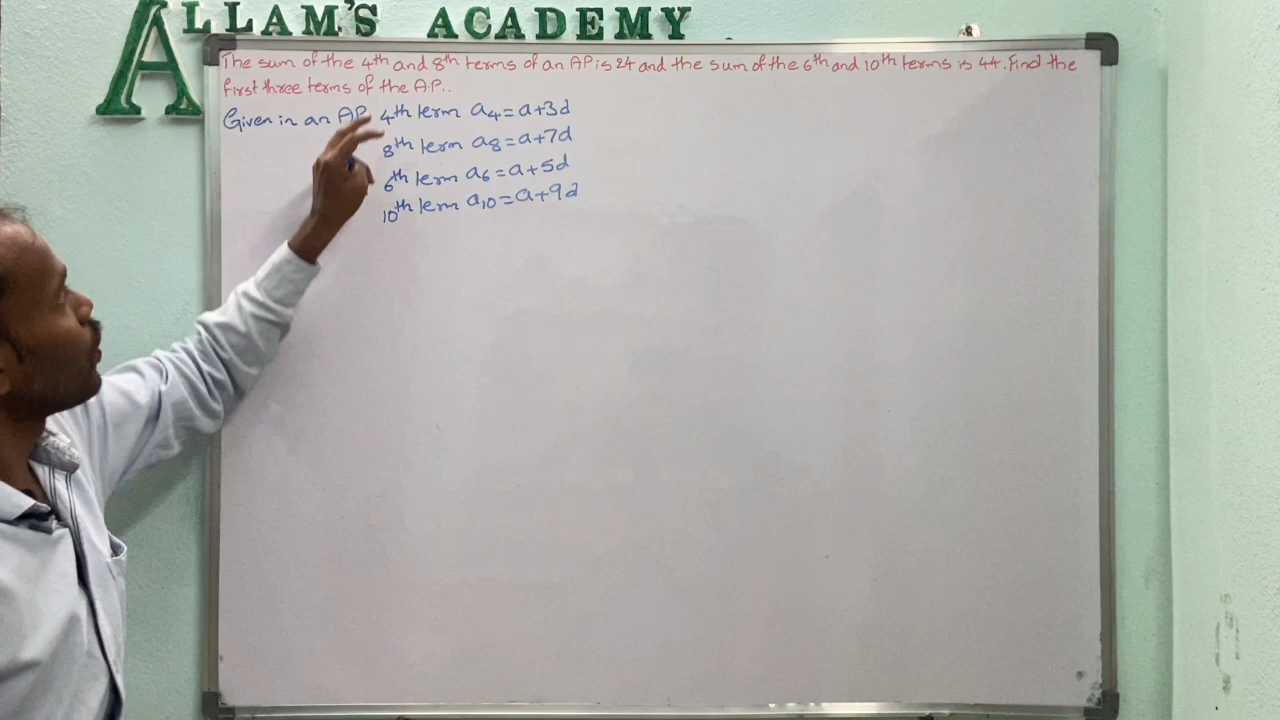 ALLAM'S ACADEMY
The sum of the 4th and 8th terms of an AP is 24 and the sum of the 6th and 10th terms is 44. Find the
first three terms of the AP..
Given in an AP, 4th term a4=a+3d
8th term a8=a+7d
6th term a6=a+5d
10th term a10=a+9d